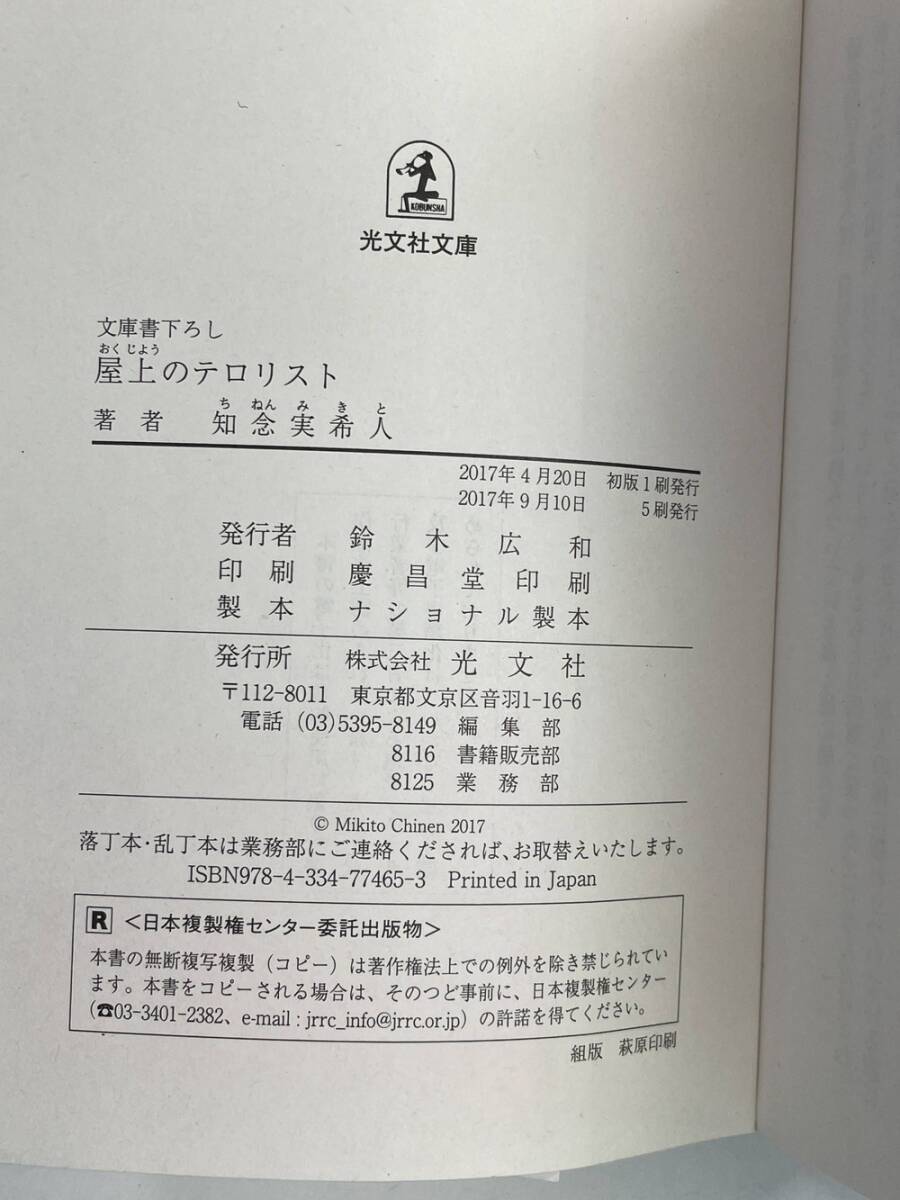 KOBUNSHA
光文社文庫
文庫書下ろし
おくじよう
屋上のテロリスト
ちねんみきと
著者 知念実希人
2017年4月20日 初版1刷発行
2017年9月10日 5刷発行
発行者 鈴木広和
印刷 慶昌堂印刷
製本 ナショナル製本
発行所 株式会社 光文社
〒112-8011 東京都文京区音羽1-16-6
電話 (03)5395-8149 編集部
8116 書籍販売部
8125 業務部
© Mikito Chinen 2017
落丁本・乱丁本は業務部にご連絡くだされば、お取替えいたします。
ISBN978-4-334-77465-3 Printed in Japan
R <日本複製権センター委託出版物>
本書の無断複写複製(コピー)は著作権法上での例外を除き禁じられてい
ます。本書をコピーされる場合は、そのつど事前に、日本複製権センター
(☎03-3401-2382、e-mail : jrrc_info@jrrc.or.jp)の許諾を得てください。
組版 萩原印刷